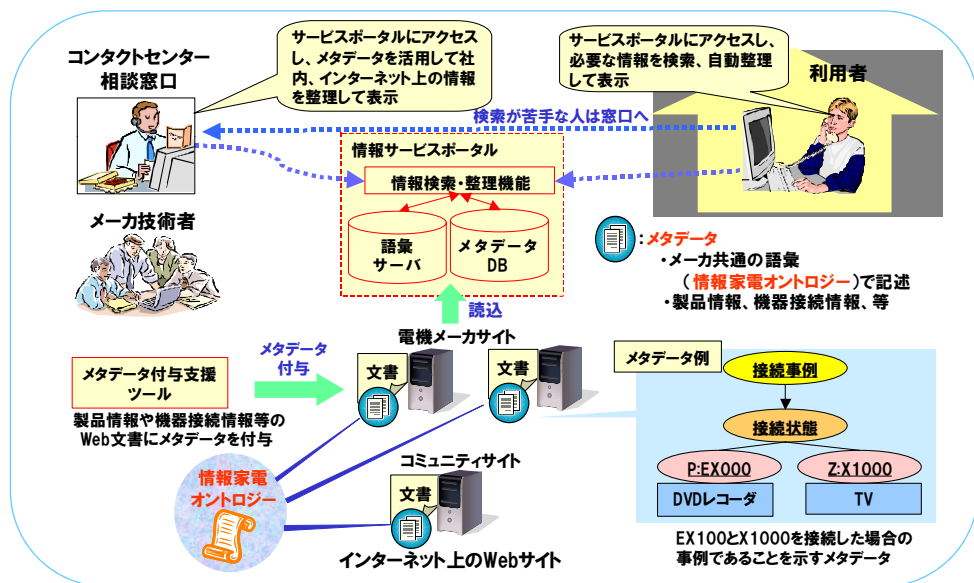 サービスポータルにアクセス
し、メタデータを活用して社
内、インターネット上の情報
を整理して表示
サービスポータルにアクセスし、
必要な情報を検索、自動整理
して表示
コンタクトセンター
相談窓口
利用者
検索が苦手な人は窓口へ
情報サービスポータル
情報検索・整理機能
語彙
サーバ
メタデータ
DB
メーカ技術者
:メタデータ
・メーカ共通の語彙
(情報家電オントロジー)で記述
・製品情報、機器接続情報、等
読込
電機メーカサイト
メタデータ
付与
メタデータ付与支援
ツール
製品情報や機器接続情報等の
Web文書にメタデータを付与
文書
文書
メタデータ例
接続事例
接続状態
P:EX000
Z:X1000
DVDレコーダ
TV
EX100とX1000を接続した場合の
事例であることを示すメタデータ
情報家電
オントロジー
コミュニティサイト
文書
インターネット上のWebサイト